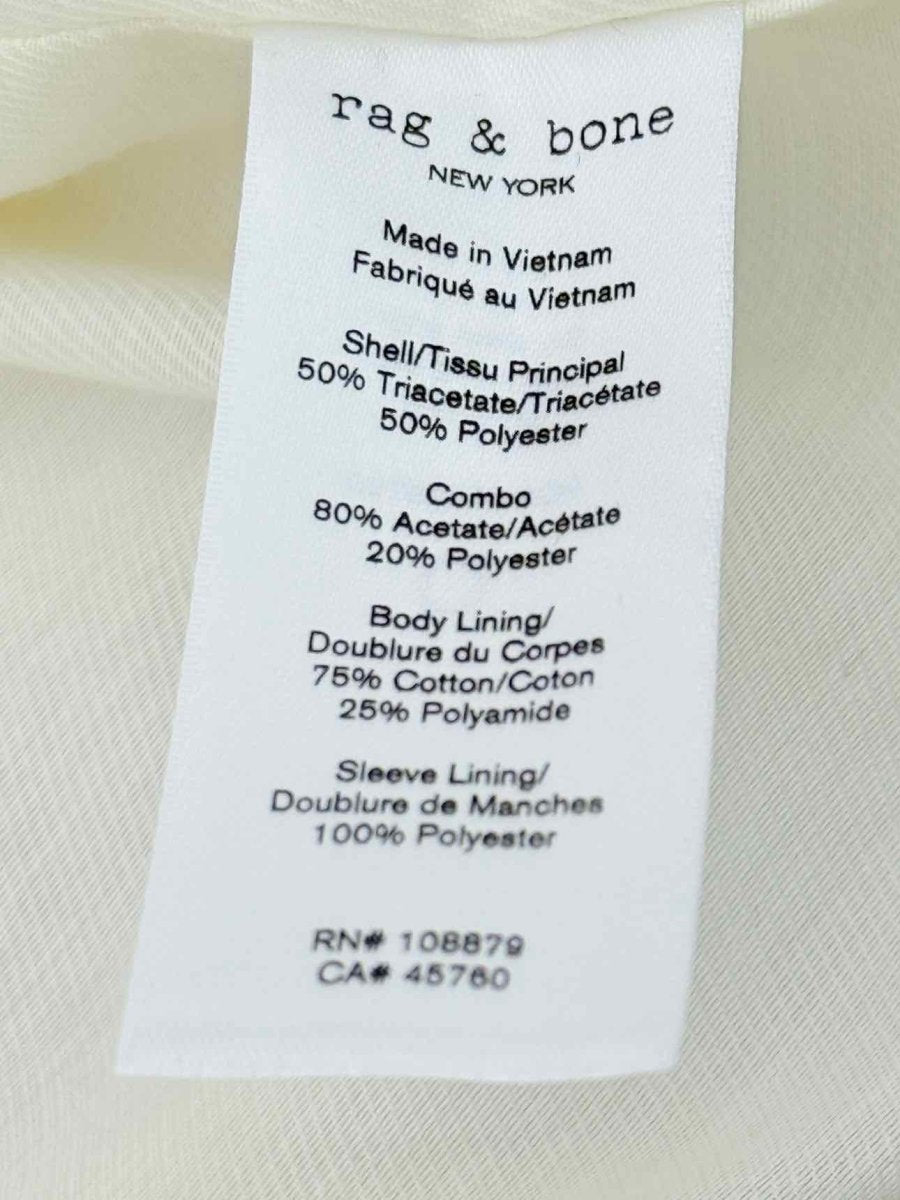 rag & bone
NEW YORK
Made in Vietnam
Fabriqué au Vietnam
Shell/Tissu Principal
50% Triacetate/Triacétate
50% Polyester
Combo
80% Acetate/Acétate
20% Polyester
Body Lining/
Doublure du Corpes
75% Cotton/Coton
25% Polyamide
Sleeve Lining/
Doublure de Manches
100% Polyester
RN# 108879
CA# 45760